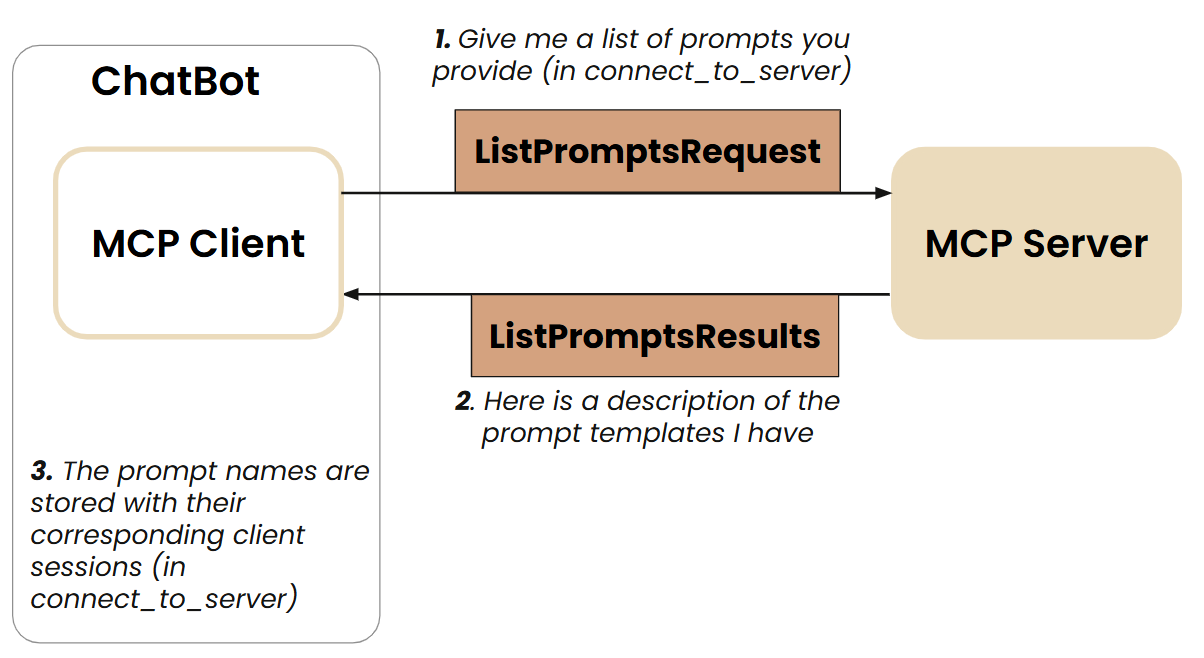 1. Give me a list of prompts you
provide (in connect_to_server)
ChatBot
ListPromptsRequest
MCP Client
MCP Server
ListPromptsResults
2. Here is a description of the
prompt templates I have
3. The prompt names are
stored with their
corresponding client
sessions (in
connect_to_server)